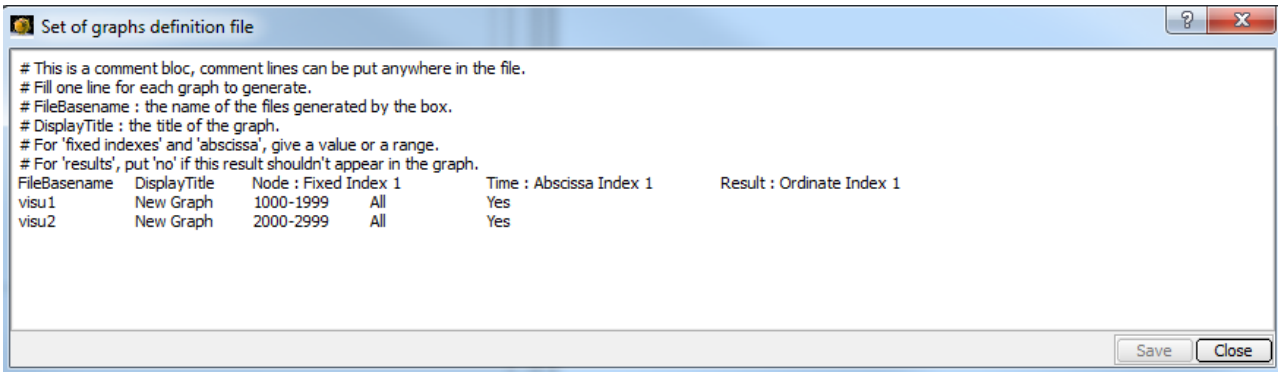 Set of graphs definition file
# This is a comment bloc, comment lines can be put anywhere in the file.
# Fill one line for each graph to generate.
# FileBasename : the name of the files generated by the box.
# DisplayTitle : the title of the graph.
# For 'fixed indexes' and 'abscissa', give a value or a range.
# For 'results', put 'no' if this result shouldn't appear in the graph.
FileBasename DisplayTitle Node : Fixed Index 1 Time : Abscissa Index 1 Result : Ordinate Index 1
visu1 New Graph 1000-1999 All Yes
visu2 New Graph 2000-2999 All Yes
Save Close